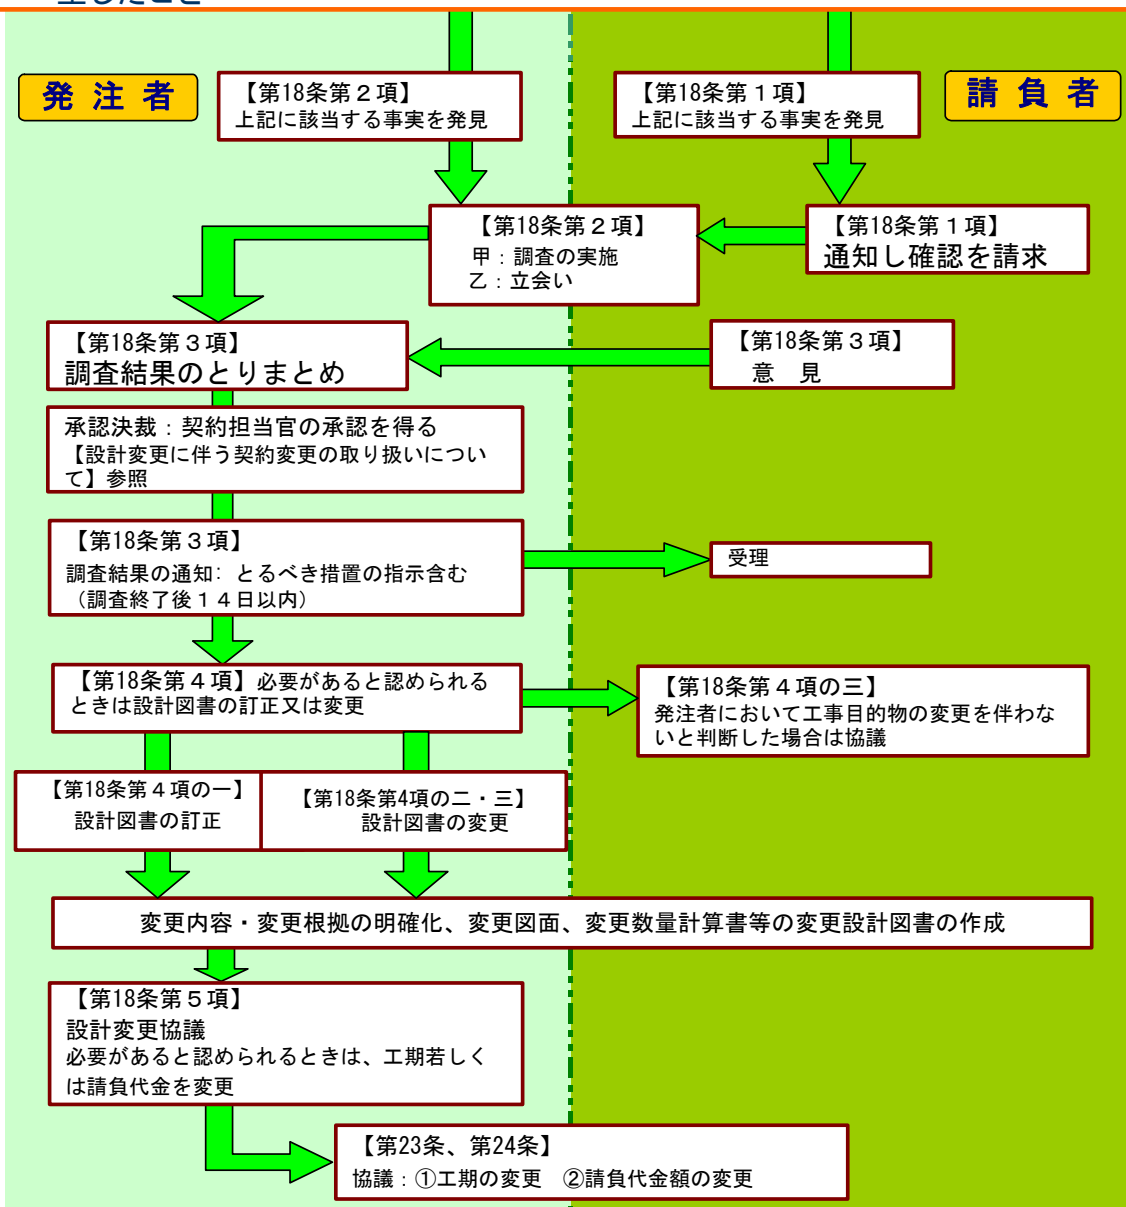 発 注 者
【第18条第２項】
上記に該当する事実を発見
【第18条第１項】
上記に該当する事実を発見
請 負 者
【第18条第２項】
甲：調査の実施
乙：立会い
【第18条第１項】
通知し確認を請求
【第18条第３項】
調査結果のとりまとめ
【第18条第３項】
意　見
承認決裁：契約担当官の承認を得る
【設計変更に伴う契約変更の取り扱いについ
て】参照
【第18条第３項】
調査結果の通知：とるべき措置の指示含む
（調査終了後１４日以内）
受理
【第18条第４項】必要があると認められる
ときは設計図書の訂正又は変更
【第18条第４項の三】
発注者において工事目的物の変更を伴わな
いと判断した場合は協議
【第18条第４項の一】
設計図書の訂正
【第18条第4項の二・三】
設計図書の変更
変更内容・変更根拠の明確化、変更図面、変更数量計算書等の変更設計図書の作成
【第18条第５項】
設計変更協議
必要があると認められるときは、工期若しく
は請負代金を変更
【第23条、第24条】
協議：①工期の変更　②請負代金額の変更